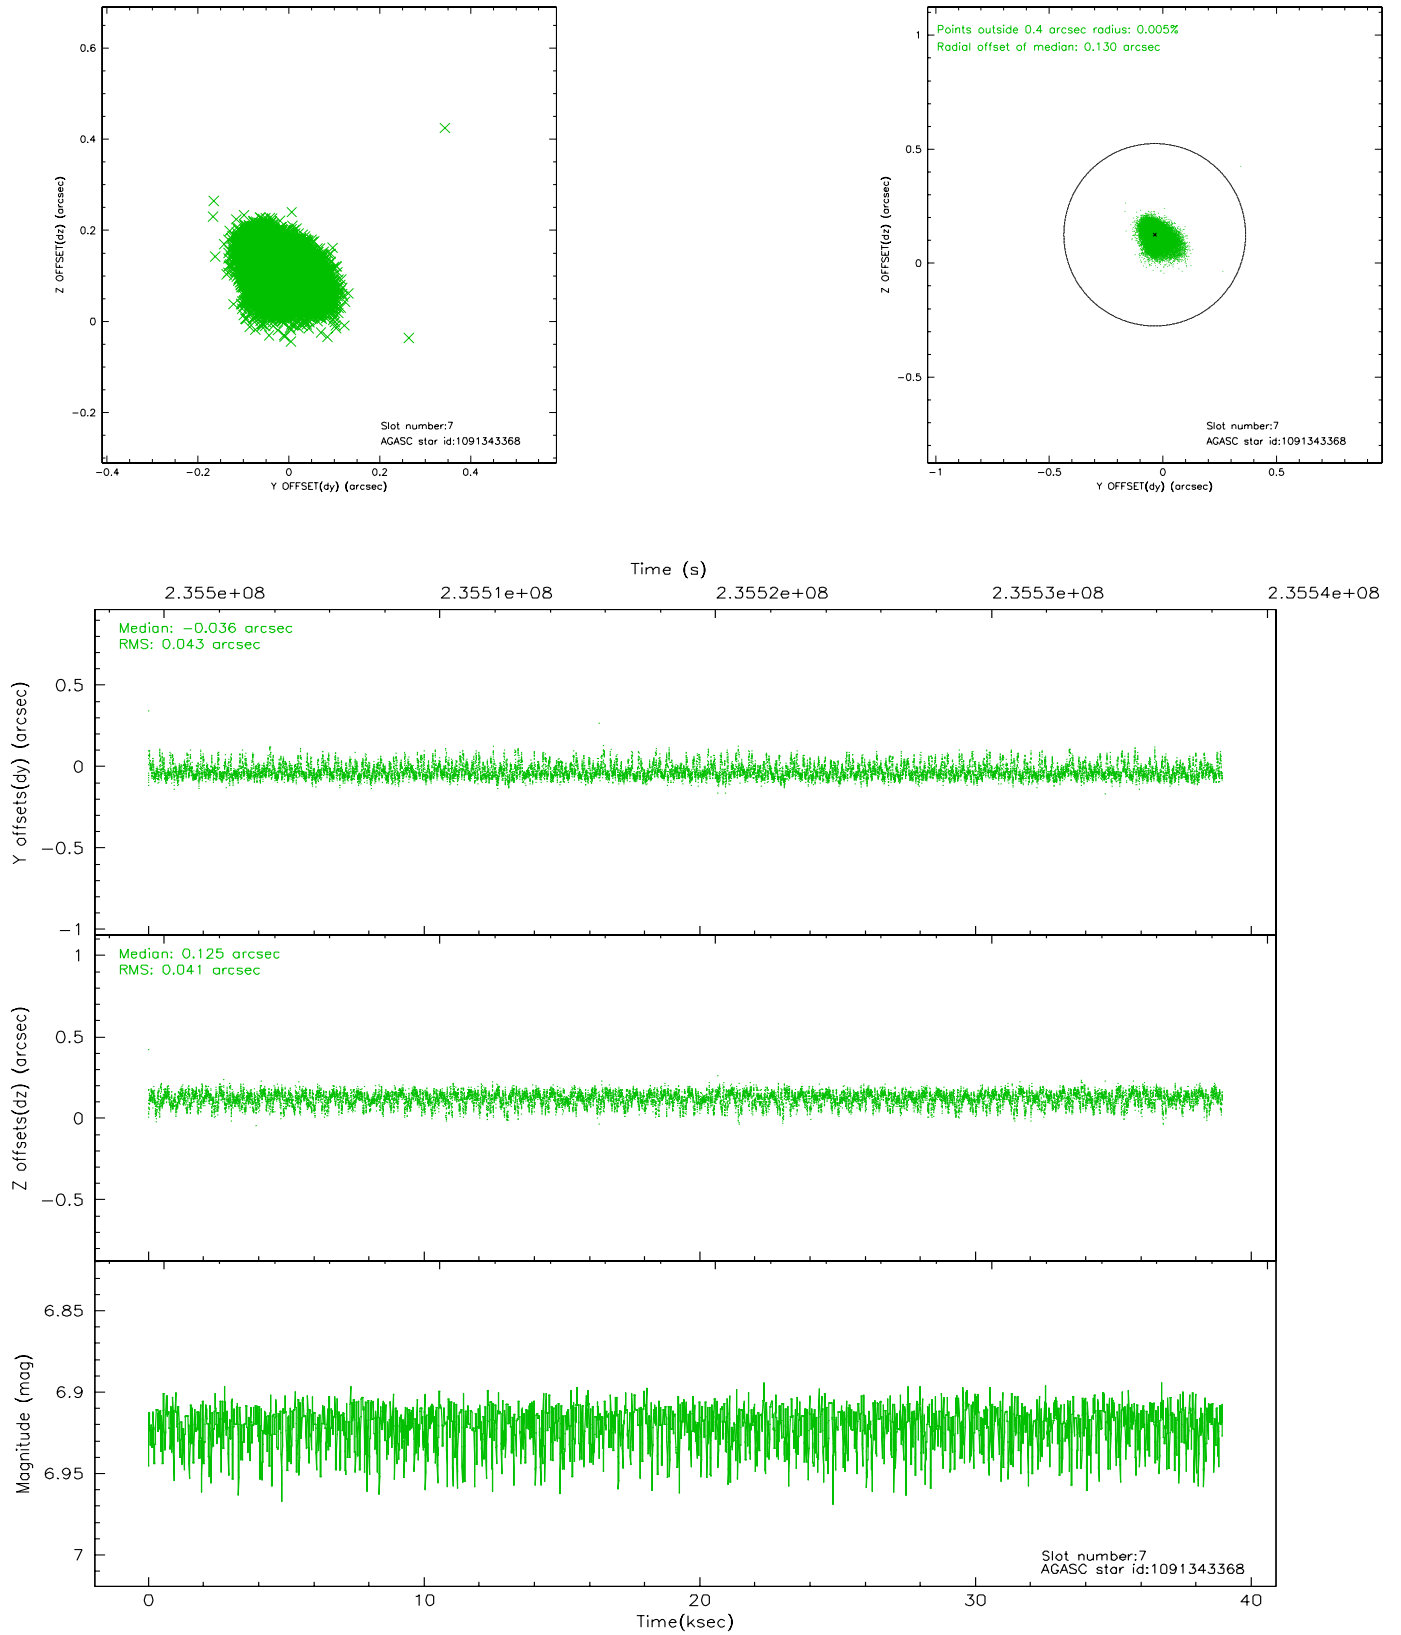 0.6
0.4
0.2
0
−0.2
Z OFFSET(dz) (arcsec)
Slot number:7
AGASC star id:1091343368
−0.4 −0.2 0 0.2 0.4
Y OFFSET(dy) (arcsec)
Points outside 0.4 arcsec radius: 0.005%
Radial offset of median: 0.130 arcsec
1
0.5
0
−0.5
Z OFFSET(dz) (arcsec)
Slot number:7
AGASC star id:1091343368
−1 −0.5 0 0.5
Y OFFSET(dy) (arcsec)
Time (s)
2.355e+08 2.3551e+08 2.3552e+08 2.3553e+08 2.3554e+08
Median: −0.036 arcsec
RMS: 0.043 arcsec
0.5
0
−0.5
−1
Y offsets(dy) (arcsec)
Median: 0.125 arcsec
RMS: 0.041 arcsec
1
0.5
0
−0.5
Z offsets(dz) (arcsec)
6.85
6.9
6.95
7
Magnitude (mag)
Slot number:7
AGASC star id:1091343368
0 10 20 30 40
Time(ksec)